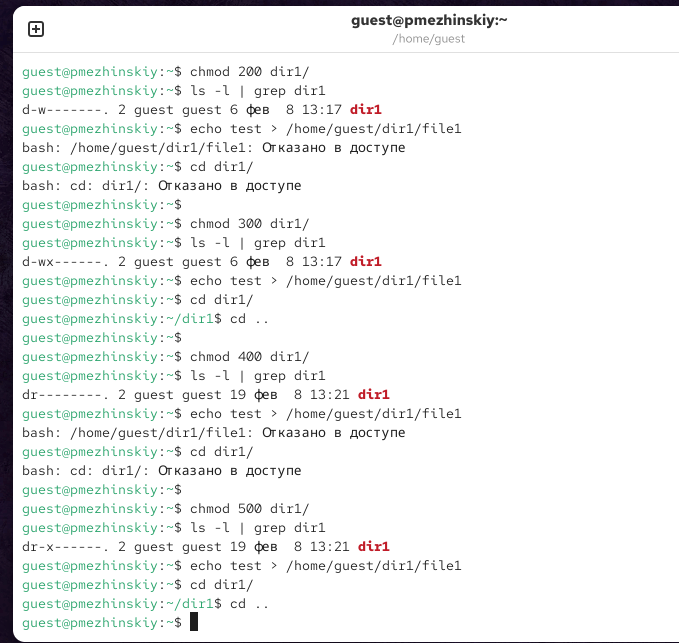 guest@pmezhinskiy:~
/home/guest
guest@pmezhinskiy:~$ chmod 200 dir1/
guest@pmezhinskiy:~$ ls -l | grep dir1
d-w-------. 2 guest guest 6 фев  8 13:17 dir1
guest@pmezhinskiy:~$ echo test > /home/guest/dir1/file1
bash: /home/guest/dir1/file1: Отказано в доступе
guest@pmezhinskiy:~$ cd dir1/
bash: cd: dir1/: Отказано в доступе
guest@pmezhinskiy:~$
guest@pmezhinskiy:~$ chmod 300 dir1/
guest@pmezhinskiy:~$ ls -l | grep dir1
d-wx------. 2 guest guest 6 фев  8 13:17 dir1
guest@pmezhinskiy:~$ echo test > /home/guest/dir1/file1
guest@pmezhinskiy:~$ cd dir1/
guest@pmezhinskiy:~/dir1$ cd ..
guest@pmezhinskiy:~$
guest@pmezhinskiy:~$ chmod 400 dir1/
guest@pmezhinskiy:~$ ls -l | grep dir1
dr--------. 2 guest guest 19 фев  8 13:21 dir1
guest@pmezhinskiy:~$ echo test > /home/guest/dir1/file1
bash: /home/guest/dir1/file1: Отказано в доступе
guest@pmezhinskiy:~$ cd dir1/
bash: cd: dir1/: Отказано в доступе
guest@pmezhinskiy:~$
guest@pmezhinskiy:~$ chmod 500 dir1/
guest@pmezhinskiy:~$ ls -l | grep dir1
dr-x------. 2 guest guest 19 фев  8 13:21 dir1
guest@pmezhinskiy:~$ echo test > /home/guest/dir1/file1
guest@pmezhinskiy:~$ cd dir1/
guest@pmezhinskiy:~/dir1$ cd ..
guest@pmezhinskiy:~$